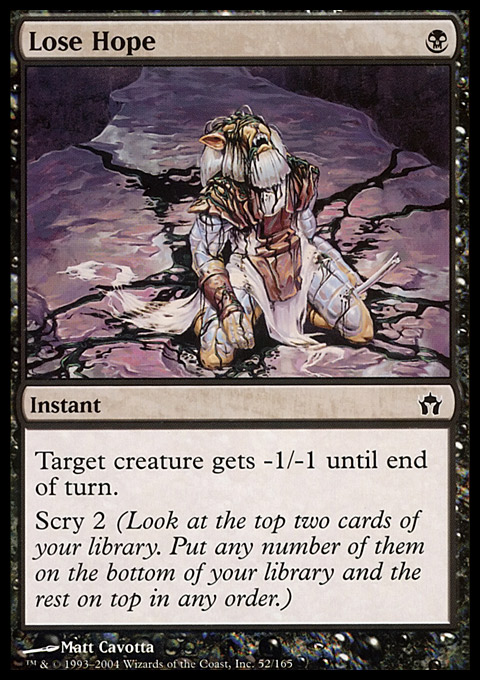 Lose Hope
Instant
Target creature gets -1/-1 until end
of turn.
Scry 2 (Look at the top two cards of
your library. Put any number of them
on the bottom of your library and the
rest on top in any order.)
Matt Cavotta
™ & © 1993–2004 Wizards of the Coast, Inc. 52/165